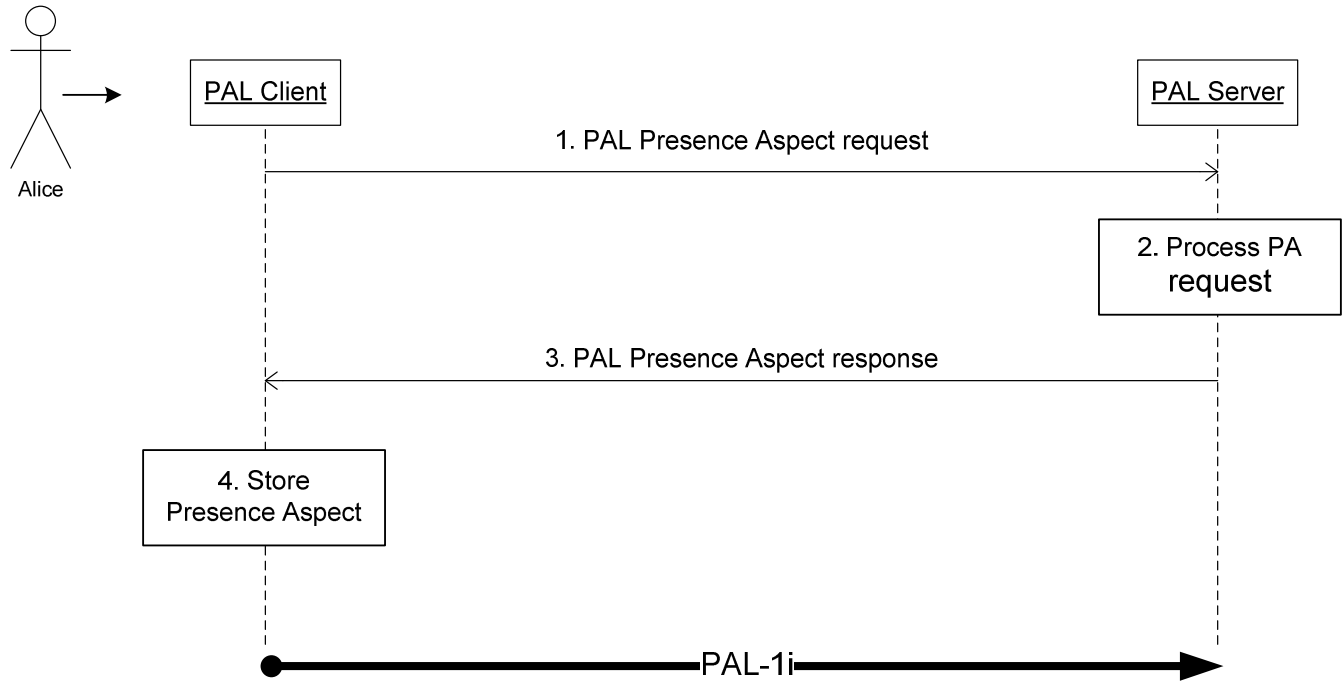 PAL Client
PAL Server
1. PAL Presence Aspect request
Alice
2. Process PA
request
3. PAL Presence Aspect response
4. Store
Presence Aspect
PAL-1i